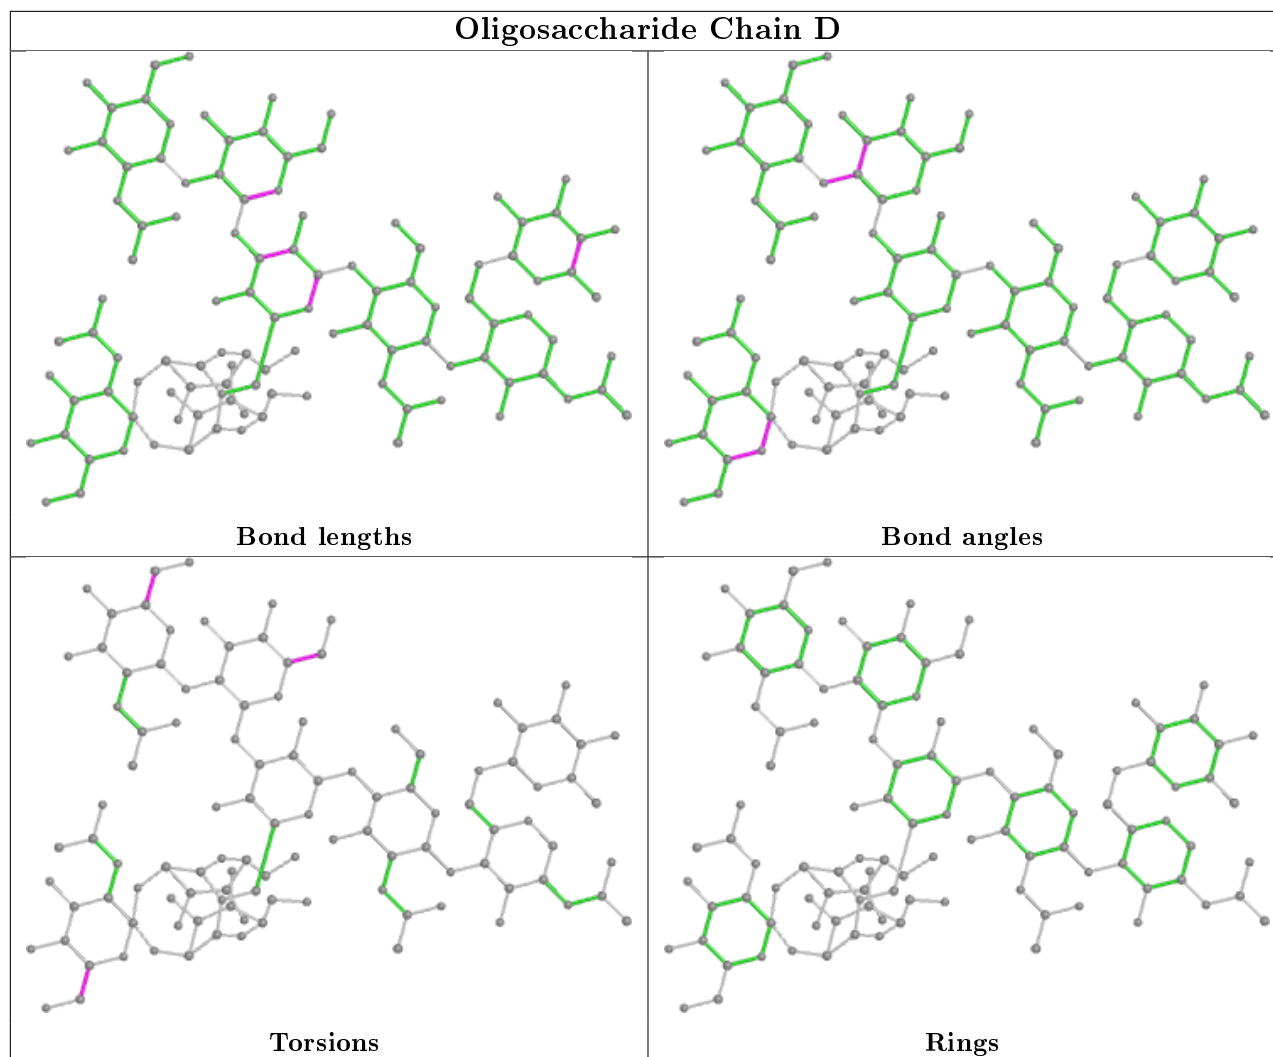 Oligosaccharide Chain D
Bond lengths
Bond angles
Torsions
Rings